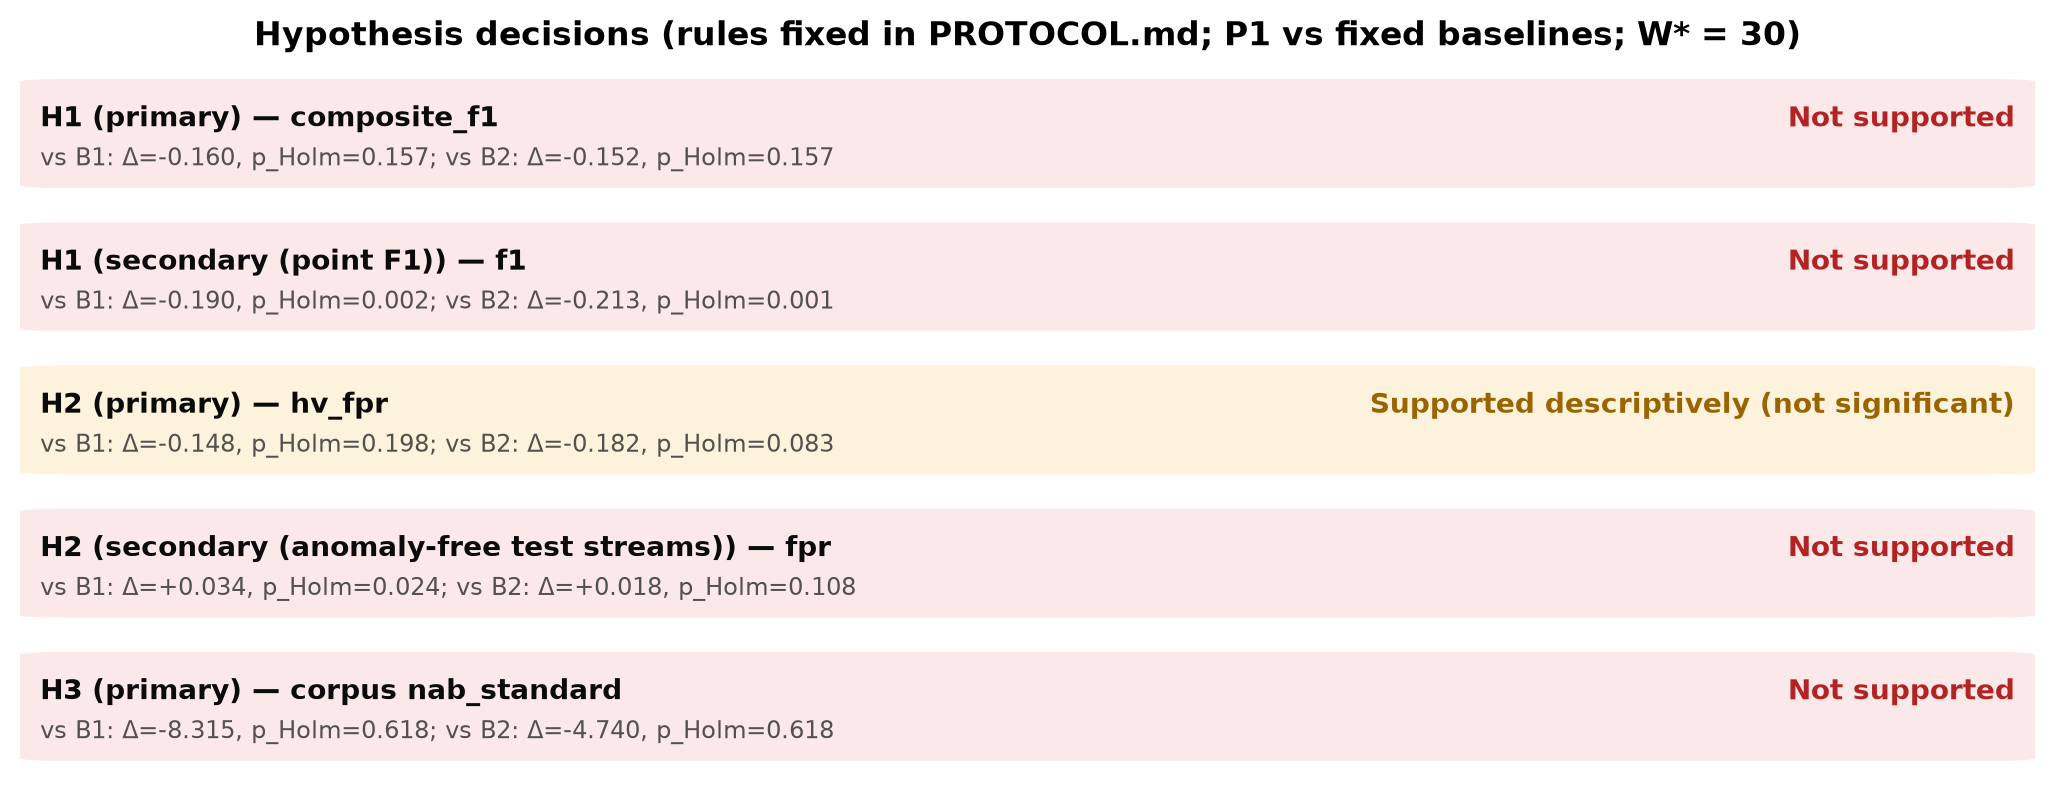 Hypothesis decisions (rules fixed in PROTOCOL.md; P1 vs fixed baselines; W* = 30)
H1 (primary) — composite_f1
Not supported
vs B1: Δ=-0.160, p_Holm=0.157; vs B2: Δ=-0.152, p_Holm=0.157
H1 (secondary (point F1)) — f1
Not supported
vs B1: Δ=-0.190, p_Holm=0.002; vs B2: Δ=-0.213, p_Holm=0.001
H2 (primary) — hv_fpr
Supported descriptively (not significant)
vs B1: Δ=-0.148, p_Holm=0.198; vs B2: Δ=-0.182, p_Holm=0.083
H2 (secondary (anomaly-free test streams)) — fpr
Not supported
vs B1: Δ=+0.034, p_Holm=0.024; vs B2: Δ=+0.018, p_Holm=0.108
H3 (primary) — corpus nab_standard
Not supported
vs B1: Δ=-8.315, p_Holm=0.618; vs B2: Δ=-4.740, p_Holm=0.618